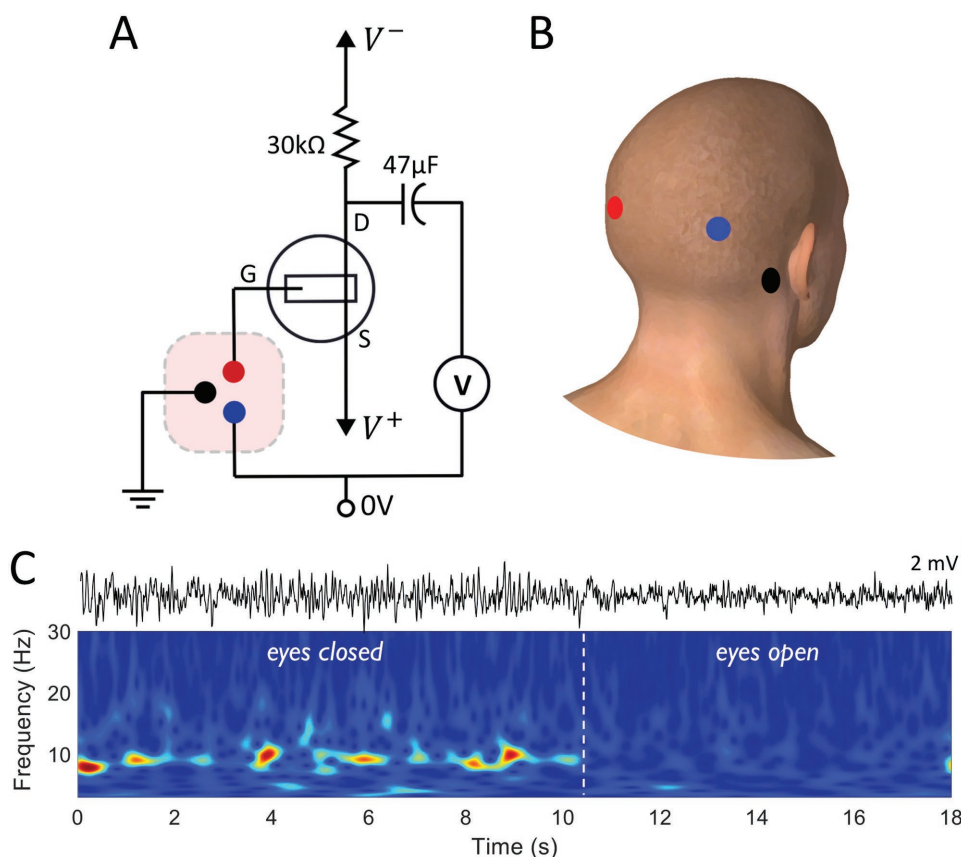 A
B
V⁻
30kΩ
47μF
D
G
S
V
V⁺
0V
C
2 mV
Frequency (Hz)
30
20
10
eyes closed
eyes open
0 2 4 6 8 10 12 14 16 18
Time (s)